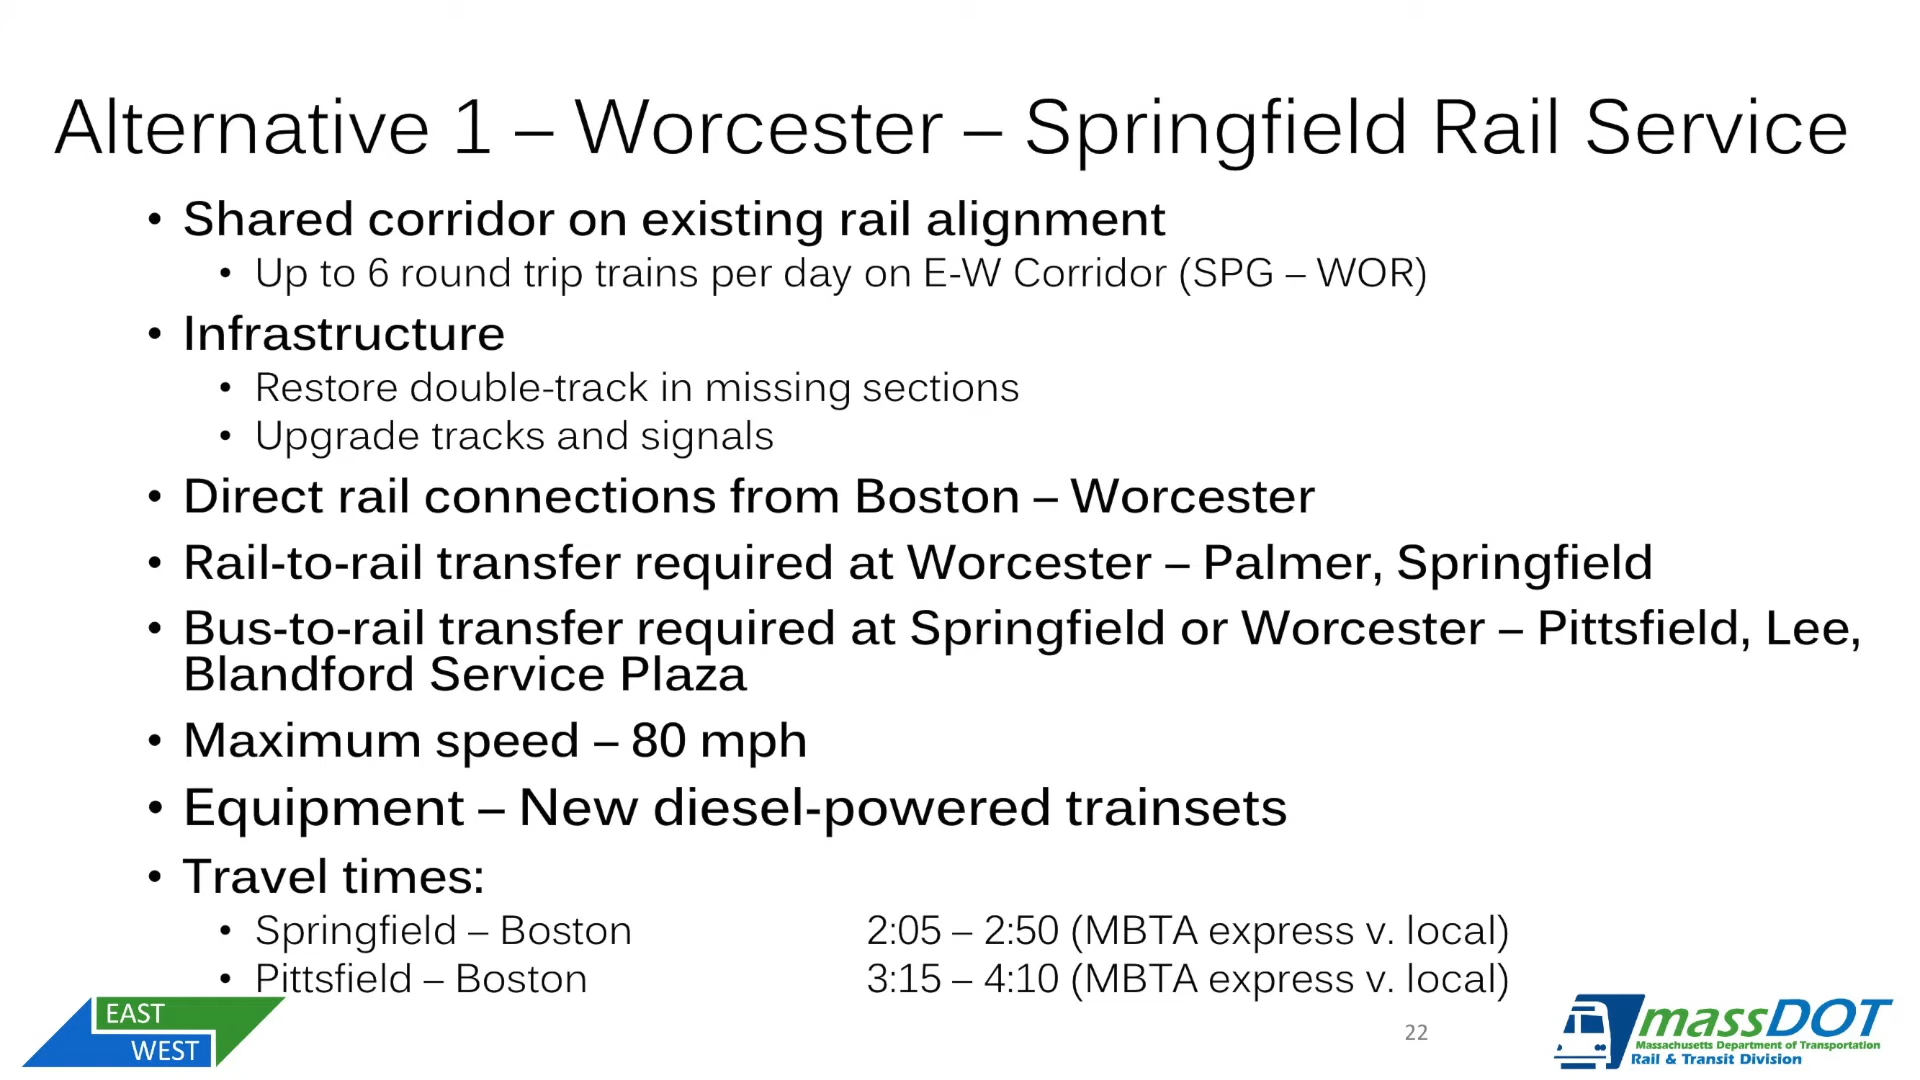 Alternative 1 – Worcester – Springfield Rail Service
• Shared corridor on existing rail alignment
• Up to 6 round trip trains per day on E-W Corridor (SPG – WOR)
• Infrastructure
• Restore double-track in missing sections
• Upgrade tracks and signals
• Direct rail connections from Boston – Worcester
• Rail-to-rail transfer required at Worcester – Palmer, Springfield
• Bus-to-rail transfer required at Springfield or Worcester – Pittsfield, Lee,
Blandford Service Plaza
• Maximum speed – 80 mph
• Equipment – New diesel-powered trainsets
• Travel times:
• Springfield – Boston 2:05 – 2:50 (MBTA express v. local)
• Pittsfield – Boston 3:15 – 4:10 (MBTA express v. local)
EAST
WEST
22
massDOT
Massachusetts Department of Transportation
Rail & Transit Division